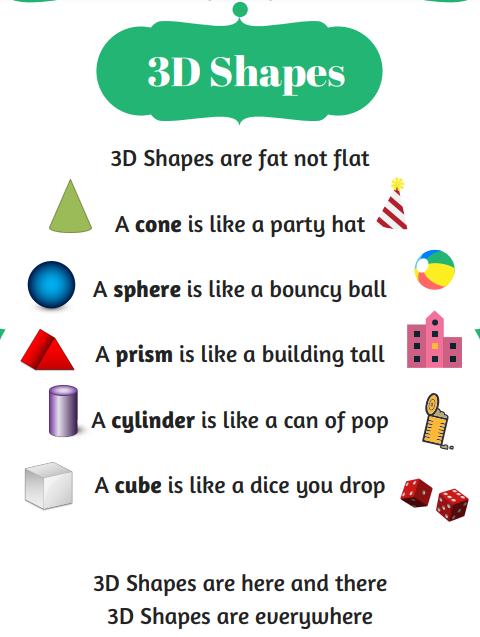 3D Shapes
3D Shapes are fat not flat
A cone is like a party hat
A sphere is like a bouncy ball
A prism is like a building tall
A cylinder is like a can of pop
A cube is like a dice you drop
3D Shapes are here and there
3D Shapes are everywhere